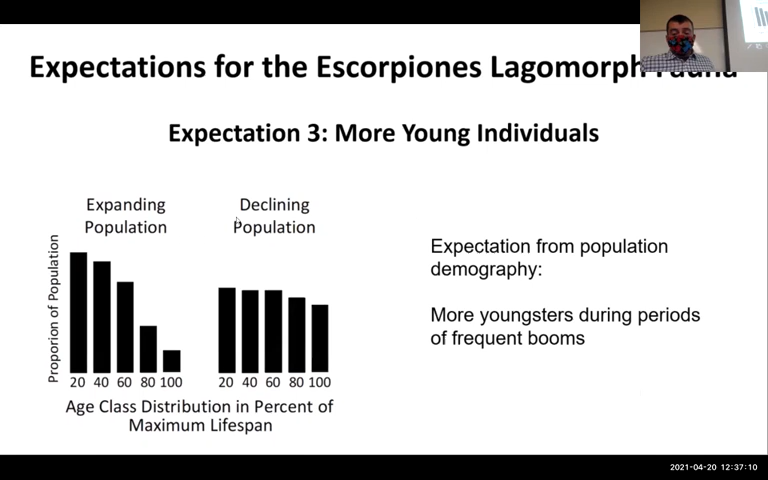 Expectations for the Escorpiones Lagomorph Fauna
Expectation 3: More Young Individuals
Expanding
Population
Declining
Population
Proporion of Population
20 40 60 80 100
20 40 60 80 100
Age Class Distribution in Percent of
Maximum Lifespan
Expectation from population
demography:
More youngsters during periods
of frequent booms
2021-04-20 12:37:10